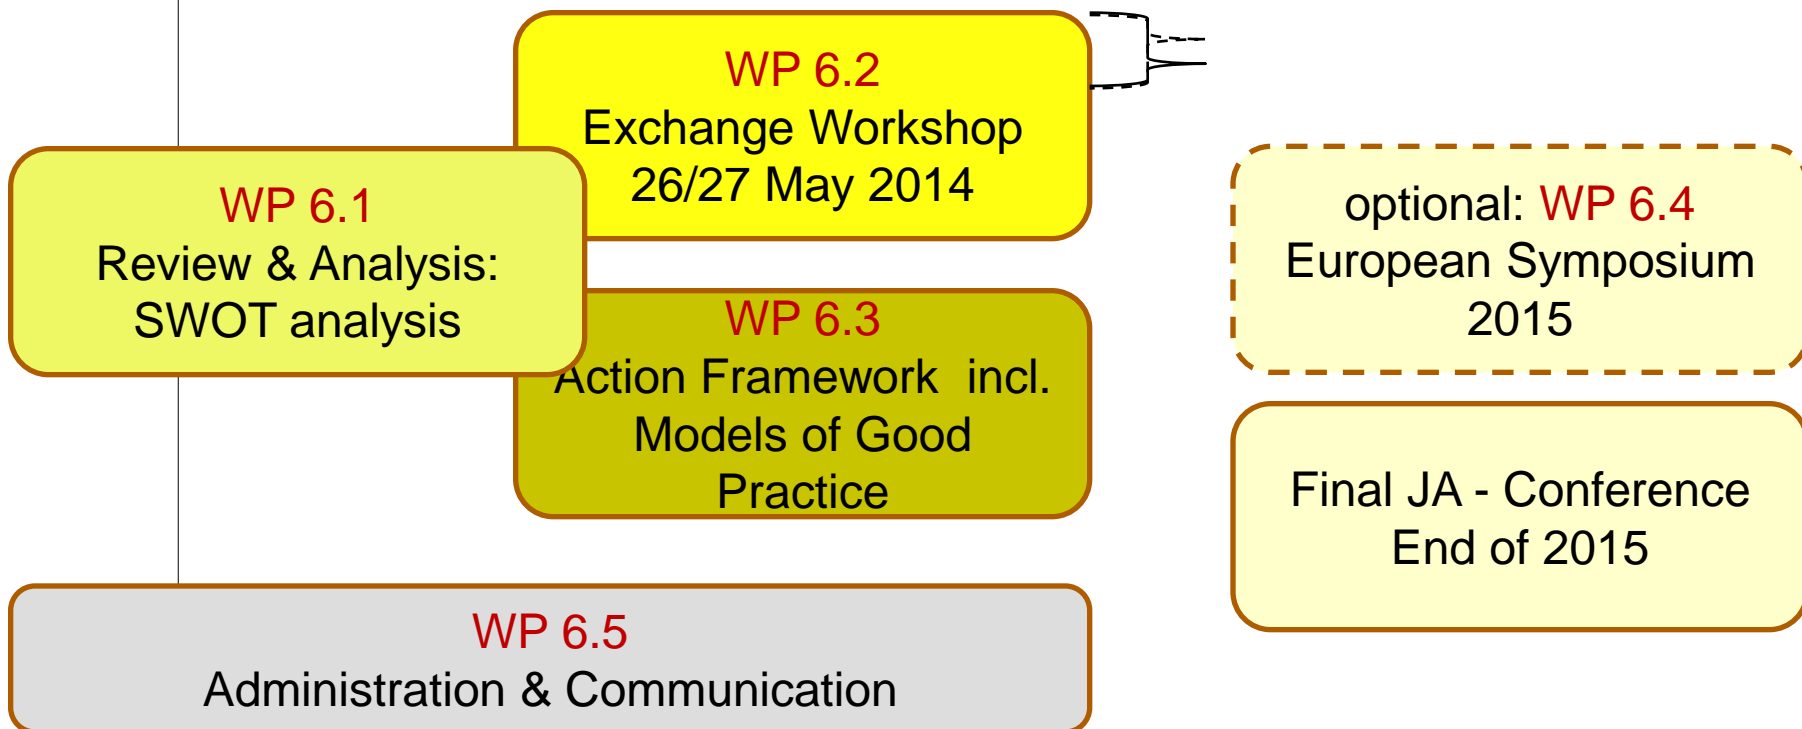 WP 6.2
Exchange Workshop
26/27 May 2014
WP 6.1
Review & Analysis:
SWOT analysis
WP 6.3
Action Framework  incl.
Models of Good
Practice
optional: WP 6.4
European Symposium
2015
Final JA - Conference
End of 2015
WP 6.5
Administration & Communication